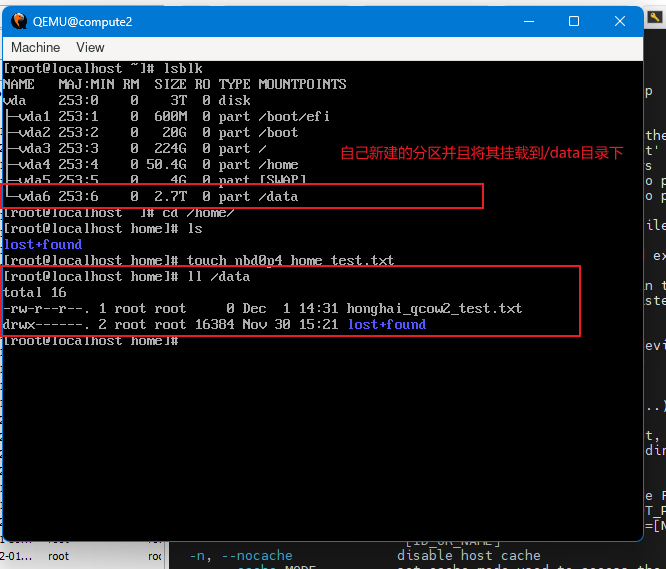 QEMU@compute2
Machine View
[root@localhost ~]# lsblk
NAME MAJ:MIN RM SIZE RO TYPE MOUNTPOINTS
vda 253:0 0 3T 0 disk
├─vda1 253:1 0 600M 0 part /boot/efi
├─vda2 253:2 0 20G 0 part /boot
├─vda3 253:3 0 224G 0 part /
├─vda4 253:4 0 50.4G 0 part /home
├─vda5 253:5 0 4G 0 part [SWAP]
└─vda6 253:6 0 2.7T 0 part /data
自己新建的分区并且将其挂载到/data目录下
[root@localhost ~]# cd /home/
[root@localhost home]# ls
lost+found
[root@localhost home]# touch nbd0p4_home_test.txt
[root@localhost home]# ll /data
total 16
-rw-r--r--. 1 root root 0 Dec 1 14:31 honghai_qcow2_test.txt
drwx------. 2 root root 16384 Nov 30 15:21 lost+found
[root@localhost home]#
-n, --nocache disable host cache
2-01... root